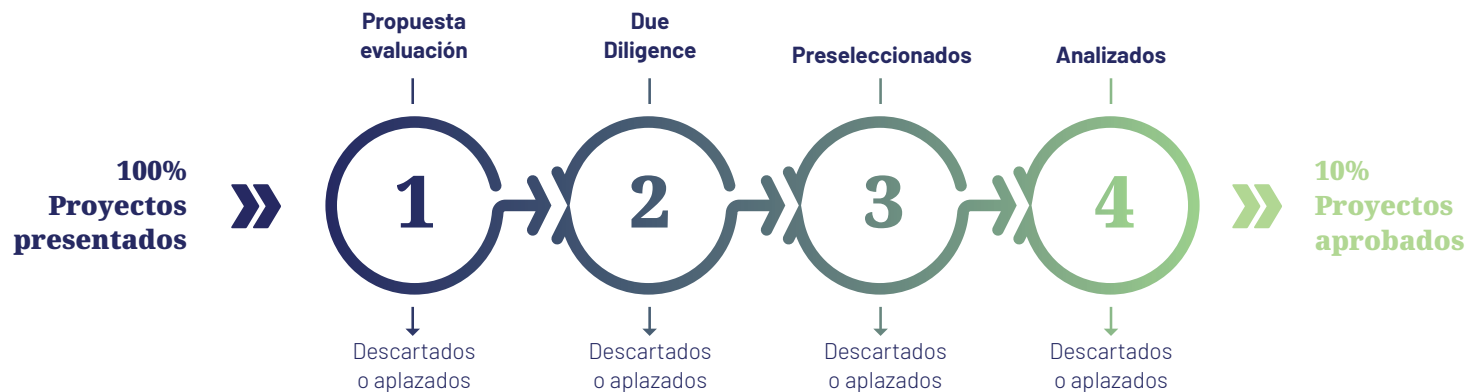 100%
Proyectos
presentados
Propuesta
evaluación
1
Descartados
o aplazados
Due
Diligence
2
Descartados
o aplazados
Preseleccionados
3
Descartados
o aplazados
Analizados
4
Descartados
o aplazados
10%
Proyectos
aprobados